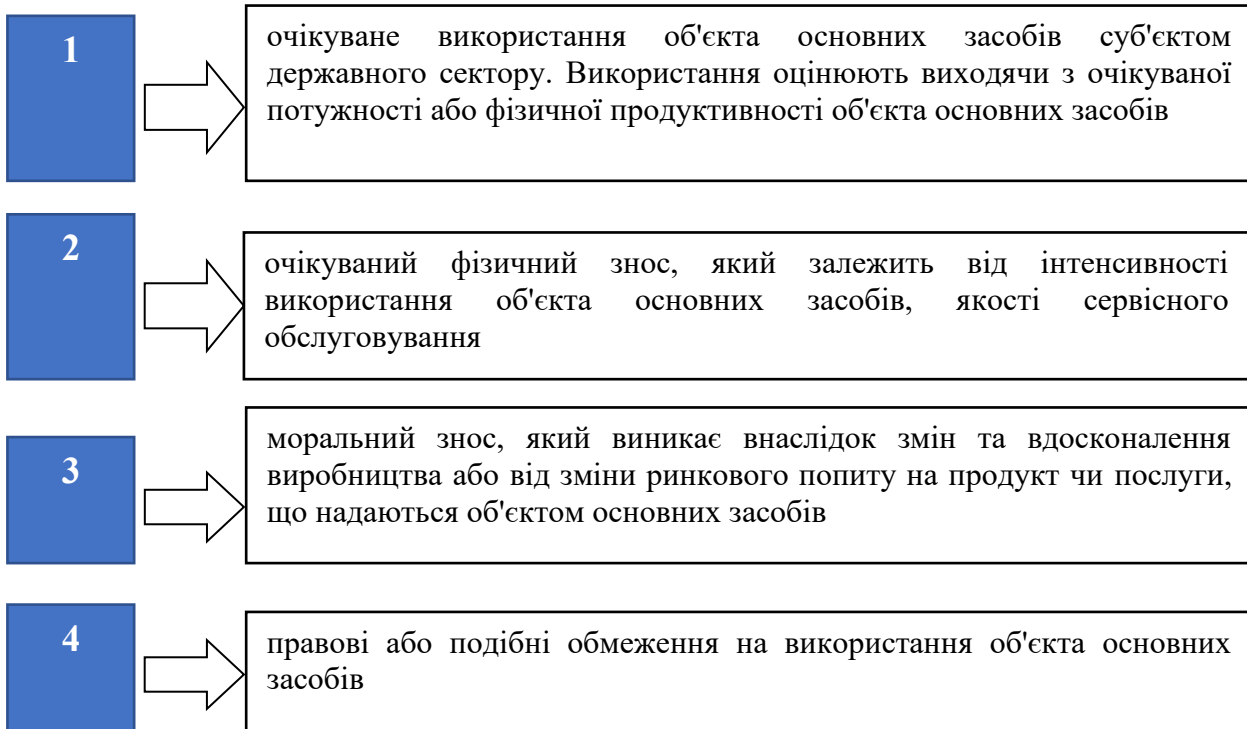 1
очікуване використання об'єкта основних засобів суб'єктом
державного сектору. Використання оцінюють виходячи з очікуваної
потужності або фізичної продуктивності об'єкта основних засобів
2
очікуваний фізичний знос, який залежить від інтенсивності
використання об'єкта основних засобів, якості сервісного
обслуговування
3
моральний знос, який виникає внаслідок змін та вдосконалення
виробництва або від зміни ринкового попиту на продукт чи послуги,
що надаються об'єктом основних засобів
4
правові або подібні обмеження на використання об'єкта основних
засобів